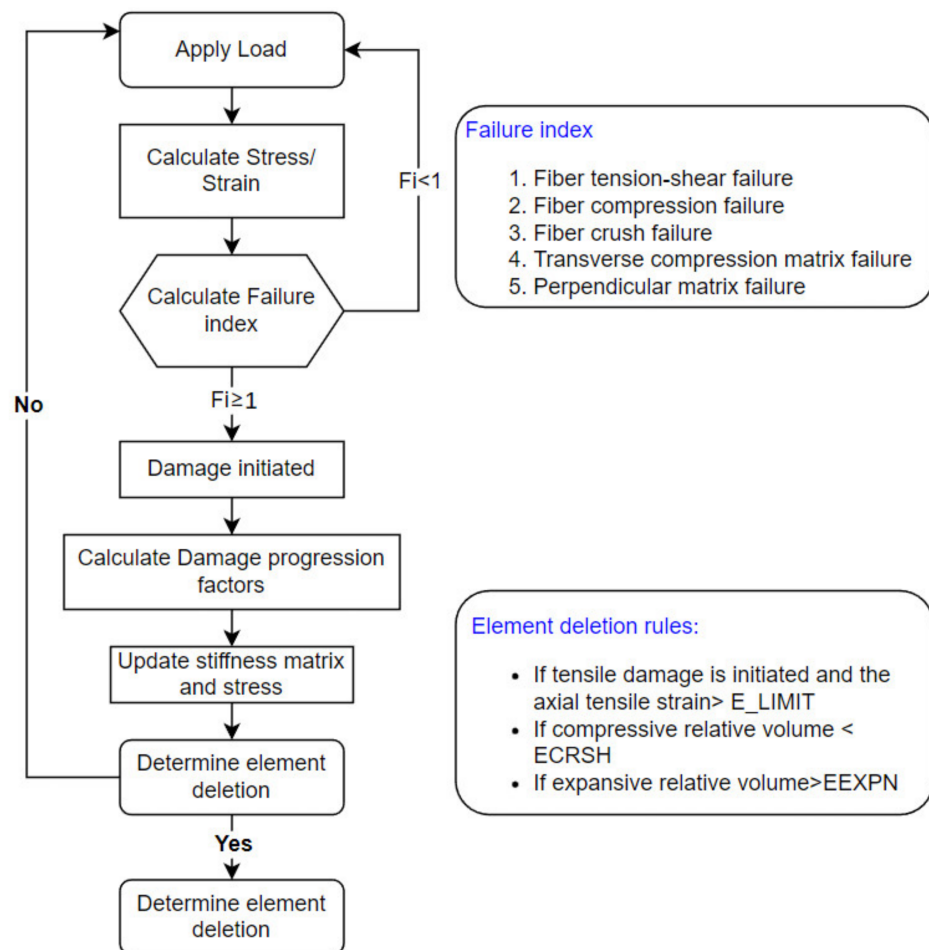 Apply Load
Calculate Stress/
Strain
Fi<1
Calculate Failure
index
Fi≥1
No
Damage initiated
Calculate Damage progression
factors
Update stiffness matrix
and stress
Determine element
deletion
Yes
Determine element
deletion
Failure index
1. Fiber tension-shear failure
2. Fiber compression failure
3. Fiber crush failure
4. Transverse compression matrix failure
5. Perpendicular matrix failure
Element deletion rules:
• If tensile damage is initiated and the
axial tensile strain> E_LIMIT
• If compressive relative volume <
ECRSH
• If expansive relative volume>EEXPN